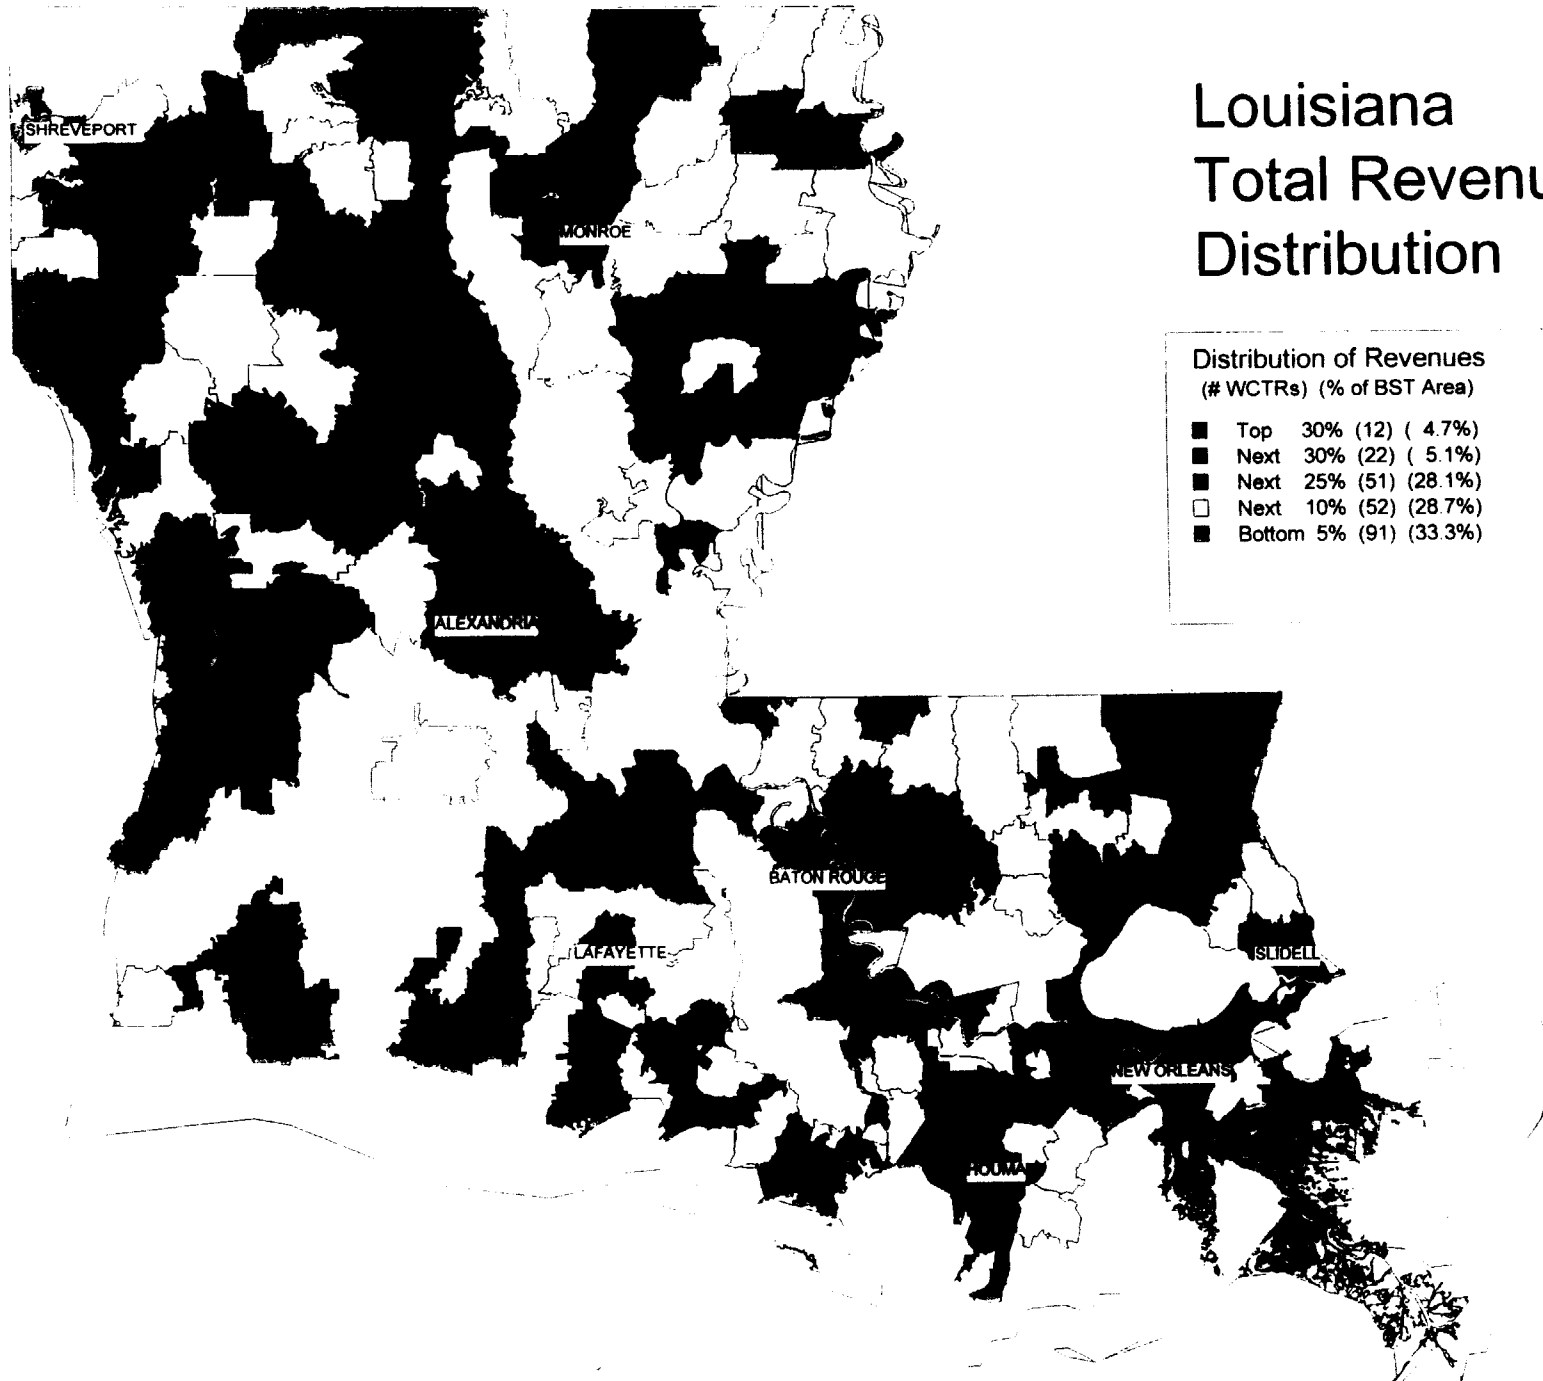 Louisiana
Total Revenu
Distribution
Distribution of Revenues
(# WCTRs) (% of BST Area)
Top 30% (12) ( 4.7%)
Next 30% (22) ( 5.1%)
Next 25% (51) (28.1%)
Next 10% (52) (28.7%)
Bottom 5% (91) (33.3%)
SHREVEPORT
MONROE
ALEXANDRIA
BATON ROUGE
LAFAYETTE
SLIDELL
NEW ORLEANS
HOUMA